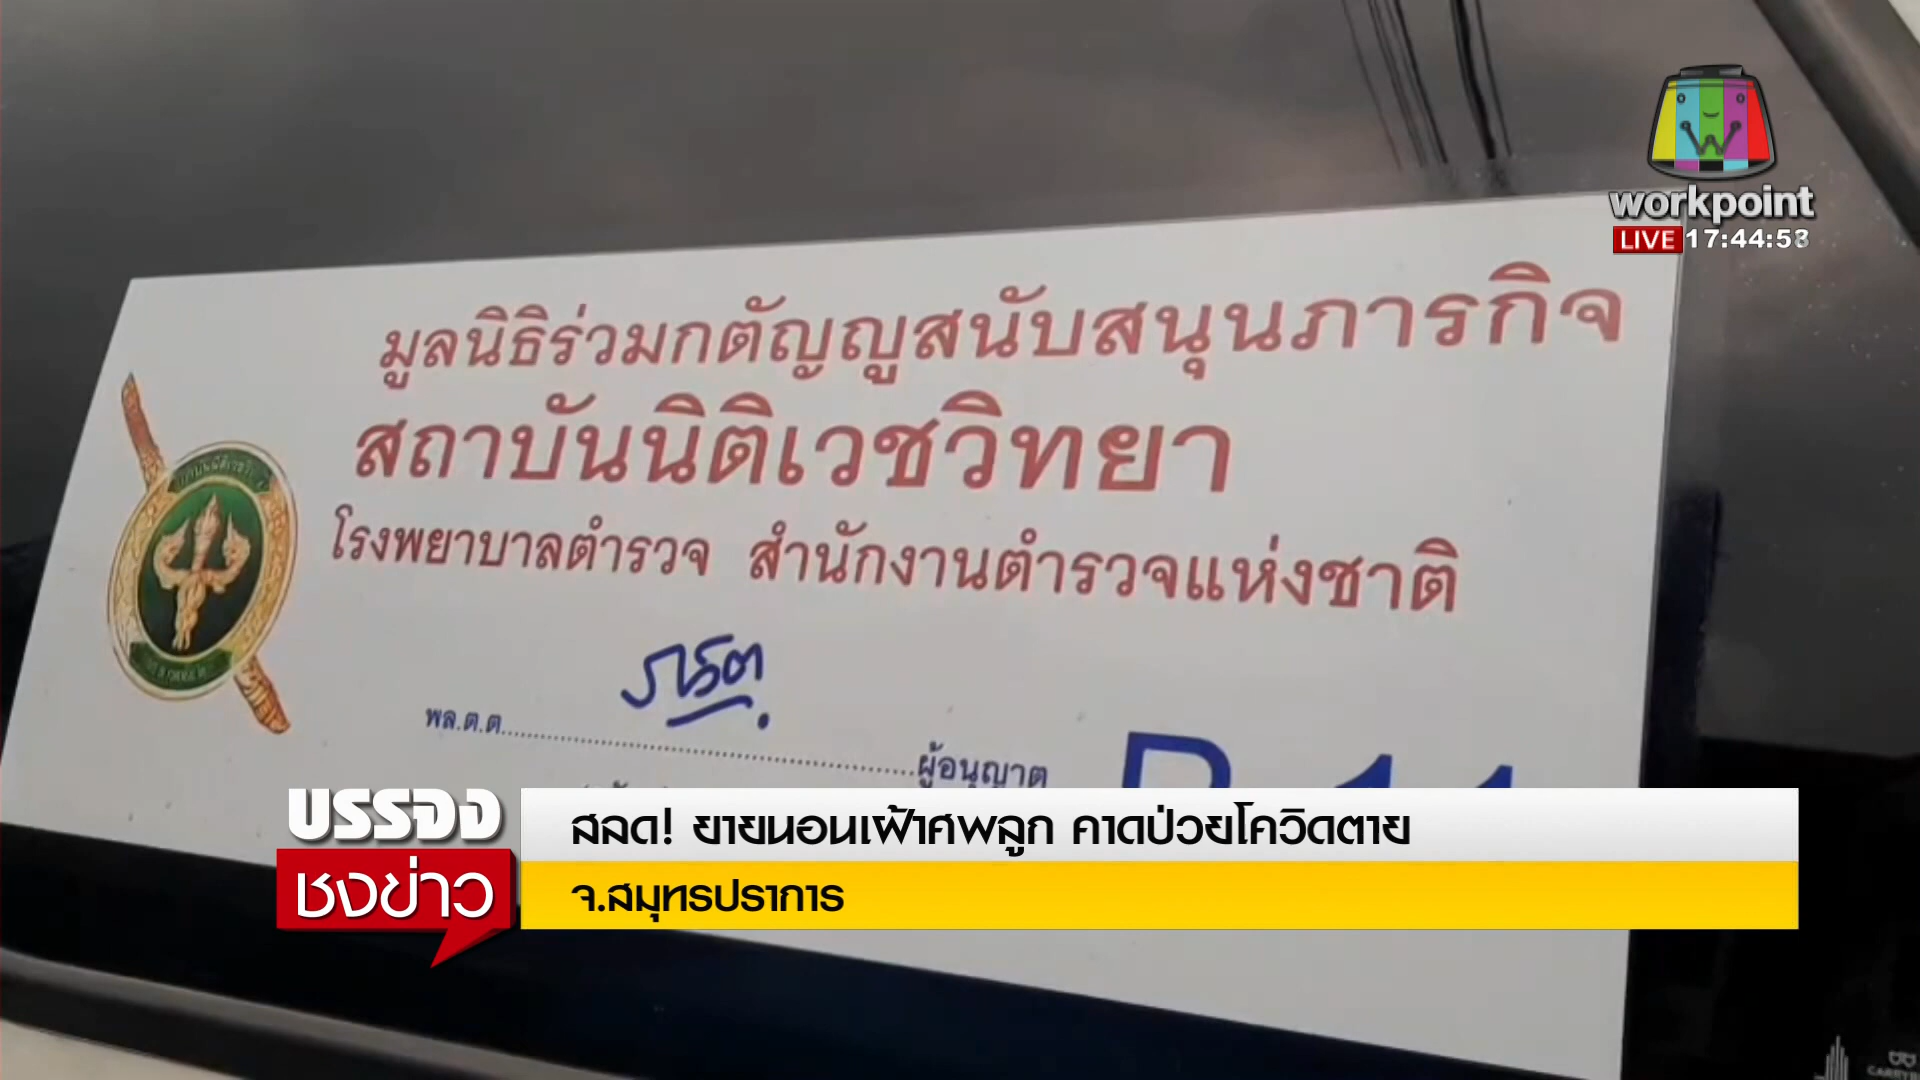 workpoint
LIVE 17:44:58
มูลนิธิร่วมกตัญญูสนับสนุนภารกิจ
สถาบันนิติเวชวิทยา
โรงพยาบาลตำรวจ สำนักงานตำรวจแห่งชาติ
พล.ต.ต. ผู้อนุญาต
บรรจง
ชงข่าว
สลด! ยายนอนเฝ้าศพลูก คาดป่วยโควิดตาย
จ.สมุทรปราการ